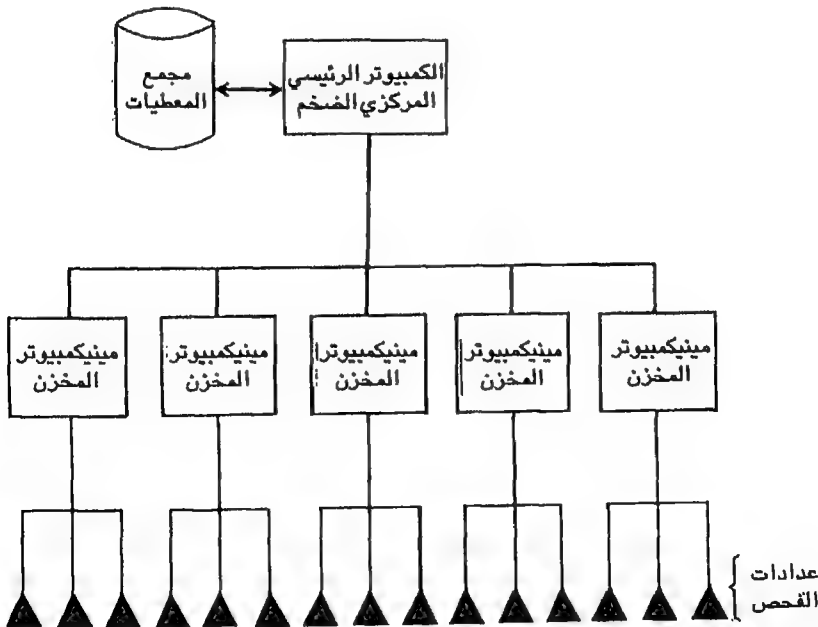 مجمع
المعطيات
الكمبيوتر الرئيسي
المركزي الضخم
مينيكمبيوتر
المخزن
مينيكمبيوتر
المخزن
مينيكمبيوتر
المخزن
مينيكمبيوتر
المخزن
مينيكمبيوتر
المخزن
عدادات
الفحص